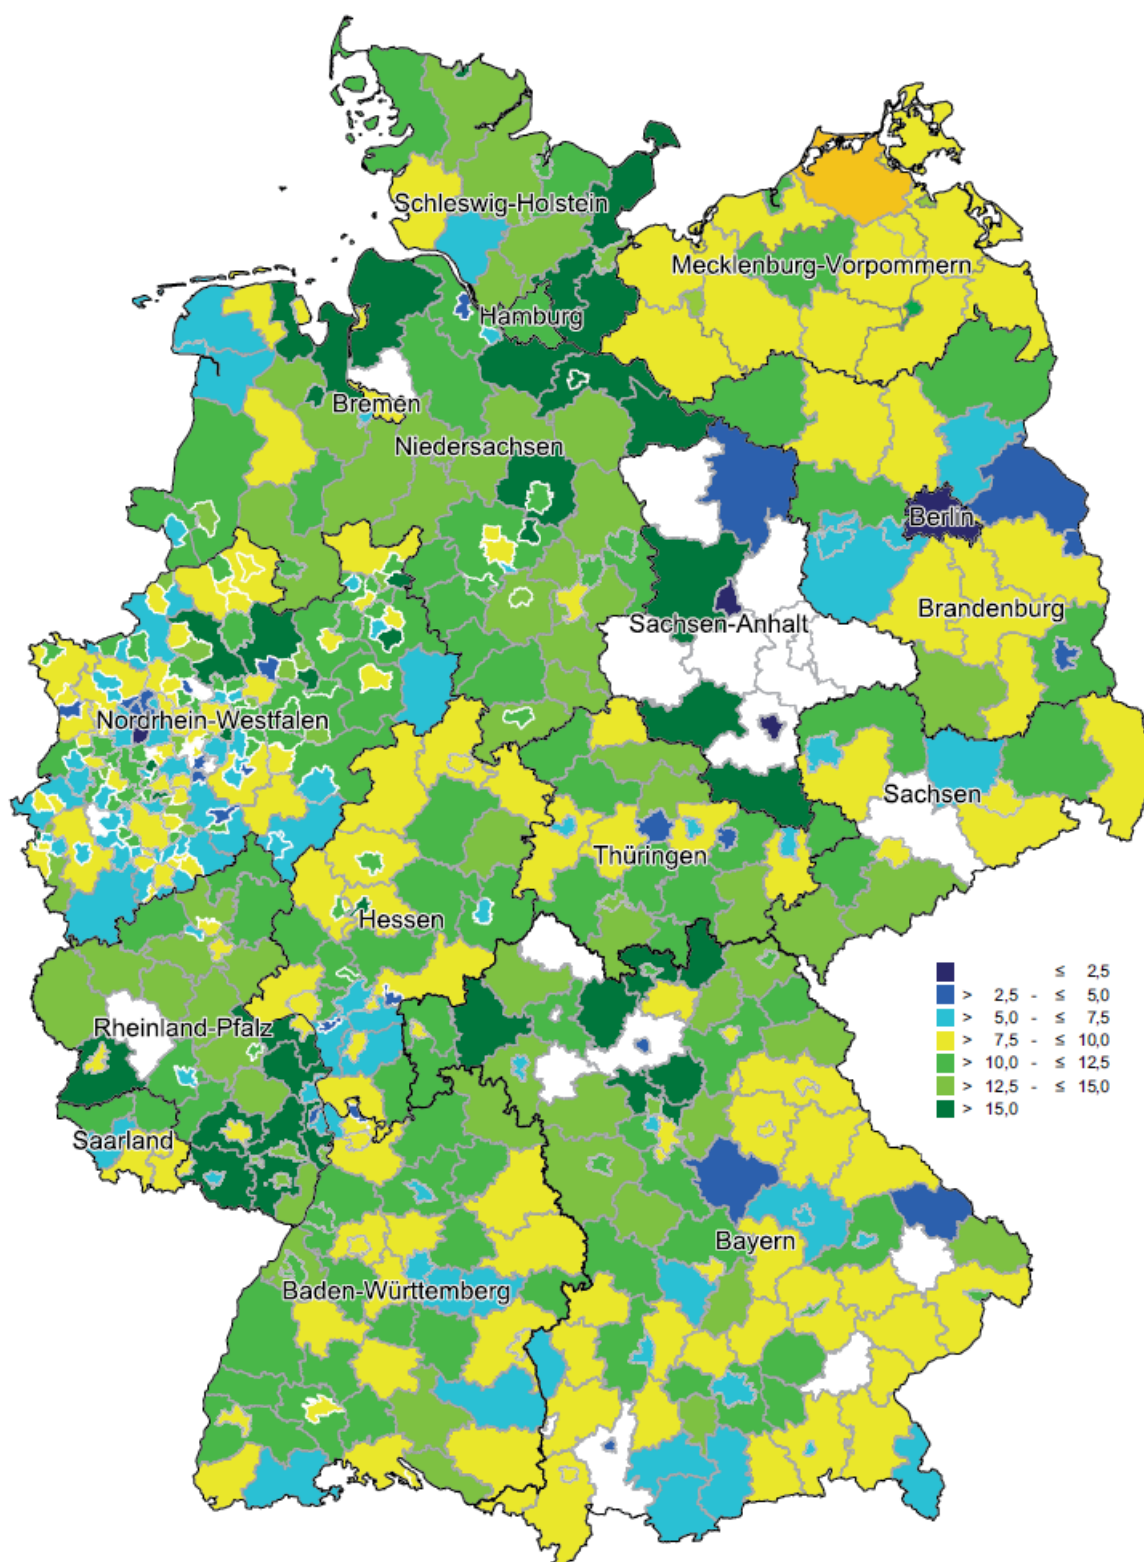 Schleswig-Holstein
Mecklenburg-Vorpommern
Hamburg
Bremen
Niedersachsen
Berlin
Brandenburg
Sachsen-Anhalt
Nordrhein-Westfalen
Sachsen
Thüringen
Hessen
Rheinland-Pfalz
Saarland
Bayern
Baden-Württemberg
≤ 2,5
> 2,5 - ≤ 5,0
> 5,0 - ≤ 7,5
> 7,5 - ≤ 10,0
> 10,0 - ≤ 12,5
> 12,5 - ≤ 15,0
> 15,0